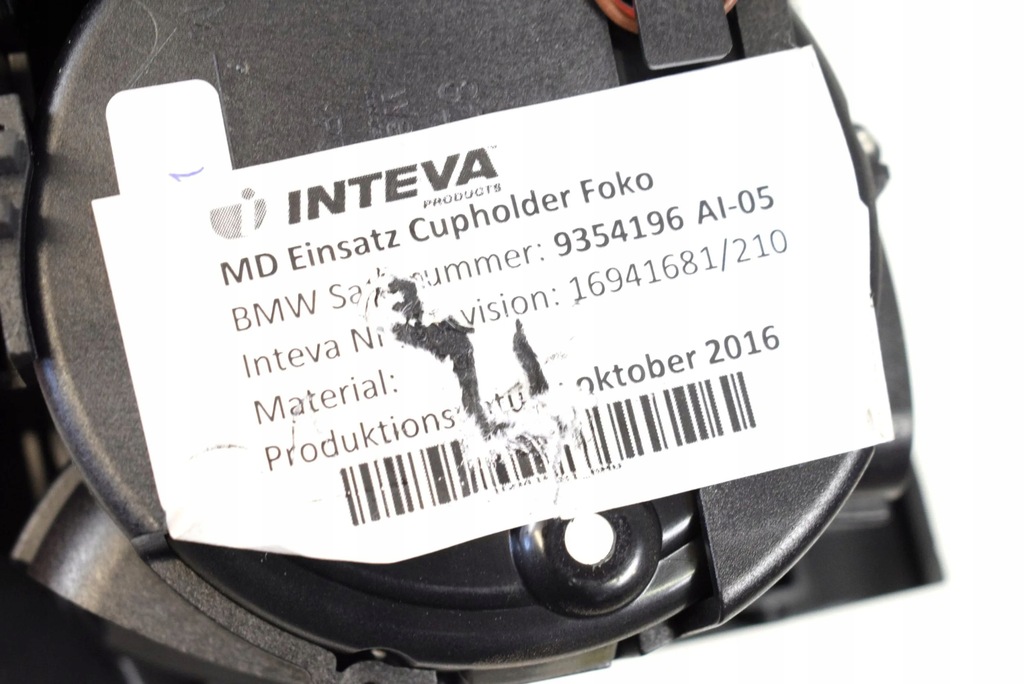 INTEVA
PRODUCTS
MD Einsatz Cupholder Foko
BMW Sa nummer: 9354196 AI-05
Inteva Nr vision: 16941681/210
Material:
Produktions oktober 2016